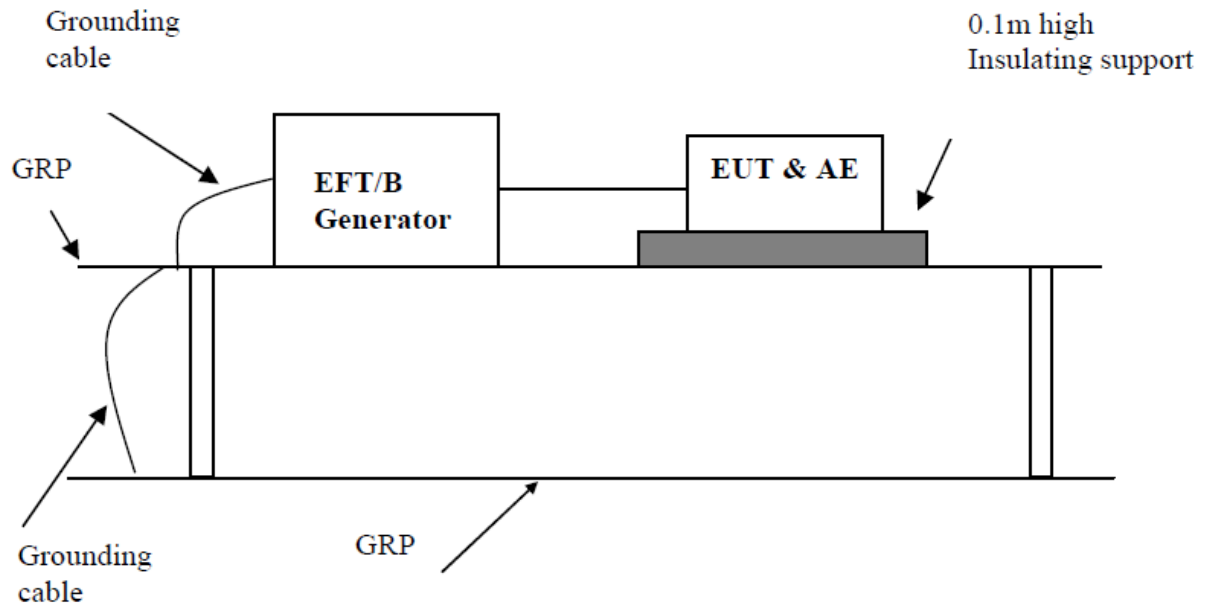 Grounding
cable
0.1m high
Insulating support
GRP
EFT/B
Generator
EUT & AE
Grounding
cable
GRP